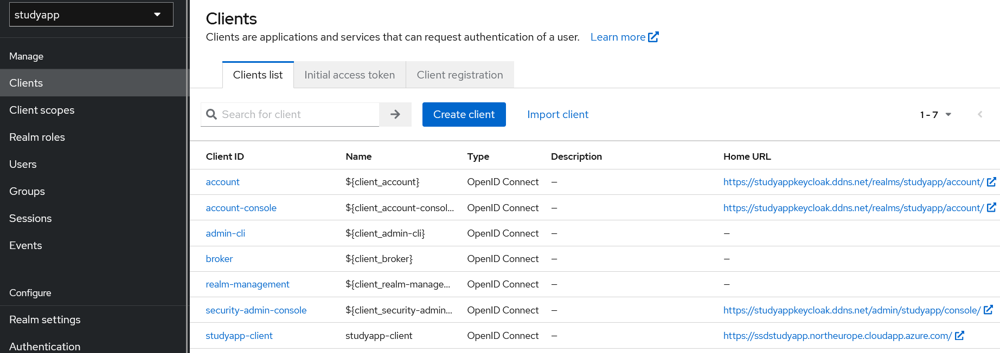 studyapp
Manage
Clients
Client scopes
Realm roles
Users
Groups
Sessions
Events
Configure
Realm settings
Authentication
Clients
Clients are applications and services that can request authentication of a user. Learn more
Clients list Initial access token Client registration
Search for client Create client Import client 1 - 7
Client ID Name Type Description Home URL
account ${client_account} OpenID Connect – https://studyappkeycloak.ddns.net/realms/studyapp/account/
account-console ${client_account-consol... OpenID Connect – https://studyappkeycloak.ddns.net/realms/studyapp/account/
admin-cli ${client_admin-cli} OpenID Connect – –
broker ${client_broker} OpenID Connect – –
realm-management ${client_realm-manage... OpenID Connect – –
security-admin-console ${client_security-admin... OpenID Connect – https://studyappkeycloak.ddns.net/admin/studyapp/console/
studyapp-client studyapp-client OpenID Connect – https://ssdstudyapp.northeurope.cloudapp.azure.com/